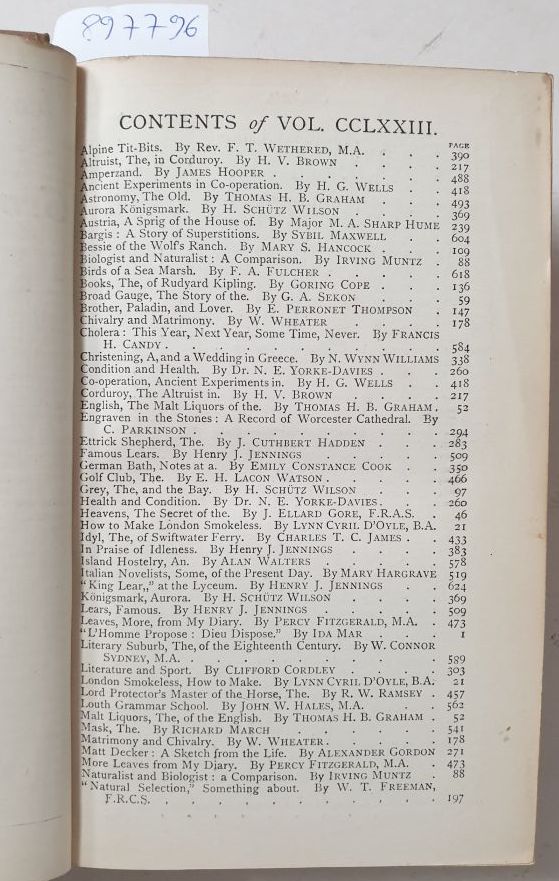 897796
CONTENTS of VOL. CCLXXIII.
PAGE
Alpine Tit-Bits. By Rev. F. T. WETHERED, M.A. . . . 390
Altruist, The, in Corduroy. By H. V. BROWN . . . 217
Amperzand. By JAMES HOOPER . . . . . . 488
Ancient Experiments in Co-operation. By H. G. WELLS . . 418
Astronomy, The Old. By THOMAS H. B. GRAHAM . . . 493
Aurora Königsmark. By H. SCHÜTZ WILSON . . . . 369
Austria, A Sprig of the House of. By Major M. A. SHARP HUME 239
Bargis: A Story of Superstitions. By SYBIL MAXWELL . . 604
Bessie of the Wolf's Ranch. By MARY S. HANCOCK . . . 109
Biologist and Naturalist: A Comparison. By IRVING MUNTZ . 88
Birds of a Sea Marsh. By F. A. FULCHER . . . . . 618
Books, The, of Rudyard Kipling. By GORING COPE . . . 136
Broad Gauge, The Story of the. By G. A. SEKON . . . 59
Brother, Paladin, and Lover. By E. PERRONET THOMPSON . 147
Chivalry and Matrimony. By W. WHEATER . . . . 178
Cholera: This Year, Next Year, Some Time, Never. By FRANCIS
H. CANDY . . . . . . . . . . 584
Christening, A, and a Wedding in Greece. By N. WYNN WILLIAMS 338
Condition and Health. By Dr. N. E. YORKE-DAVIES . . . 260
Co-operation, Ancient Experiments in. By H. G. WELLS . . 418
Corduroy, The Altruist in. By H. V. BROWN . . . . 217
English, The Malt Liquors of the. By THOMAS H. B. GRAHAM . 52
Engraven in the Stones: A Record of Worcester Cathedral. By
C. PARKINSON . . . . . . . . . 294
Ettrick Shepherd, The. By J. CUTHBERT HADDEN . . . 283
Famous Lears. By HENRY J. JENNINGS . . . . . 509
German Bath, Notes at a. By EMILY CONSTANCE COOK . . 350
Golf Club, The. By E. H. LACON WATSON . . . . . 466
Grey, The, and the Bay. By H. SCHÜTZ WILSON . . . 97
Health and Condition. By Dr. N. E. YORKE-DAVIES . . . 260
Heavens, The Secret of the. By J. ELLARD GORE, F.R.A.S. . 46
How to Make London Smokeless. By LYNN CYRIL D'OYLE, B.A. 21
Idyl, The, of Swiftwater Ferry. By CHARLES T. C. JAMES . . 433
In Praise of Idleness. By HENRY J. JENNINGS . . . . 383
Island Hostelry, An. By ALAN WALTERS . . . . . 578
Italian Novelists, Some, of the Present Day. By MARY HARGRAVE 519
"King Lear,," at the Lyceum. By HENRY J. JENNINGS . . . 624
Königsmark, Aurora. By H. SCHÜTZ WILSON . . . . 369
Lears, Famous. By HENRY J. JENNINGS . . . . . 509
Leaves, More, from My Diary. By PERCY FITZGERALD, M.A. . 473
"L'Homme Propose: Dieu Dispose." By IDA MAR . . . 1
Literary Suburb, The, of the Eighteenth Century. By W. CONNOR
SYDNEY, M.A. . . . . . . . . . 589
Literature and Sport. By CLIFFORD CORDLEY . . . . 303
London Smokeless, How to Make. By LYNN CYRIL D'OYLE, B.A. 21
Lord Protector's Master of the Horse, The. By R. W. RAMSEY . 457
Louth Grammar School. By JOHN W. HALES, M.A. . . . 562
Malt Liquors, The, of the English. By THOMAS H. B. GRAHAM . 52
Mask, The. By RICHARD MARCH . . . . . . 541
Matrimony and Chivalry. By W. WHEATER . . . . . 178
Matt Decker: A Sketch from the Life. By ALEXANDER GORDON 271
More Leaves from My Diary. By PERCY FITZGERALD, M.A. . 473
Naturalist and Biologist: a Comparison. By IRVING MUNTZ . 88
"Natural Selection," Something about. By W. T. FREEMAN,
F.R.C.S. . . . . . . . . . . 197